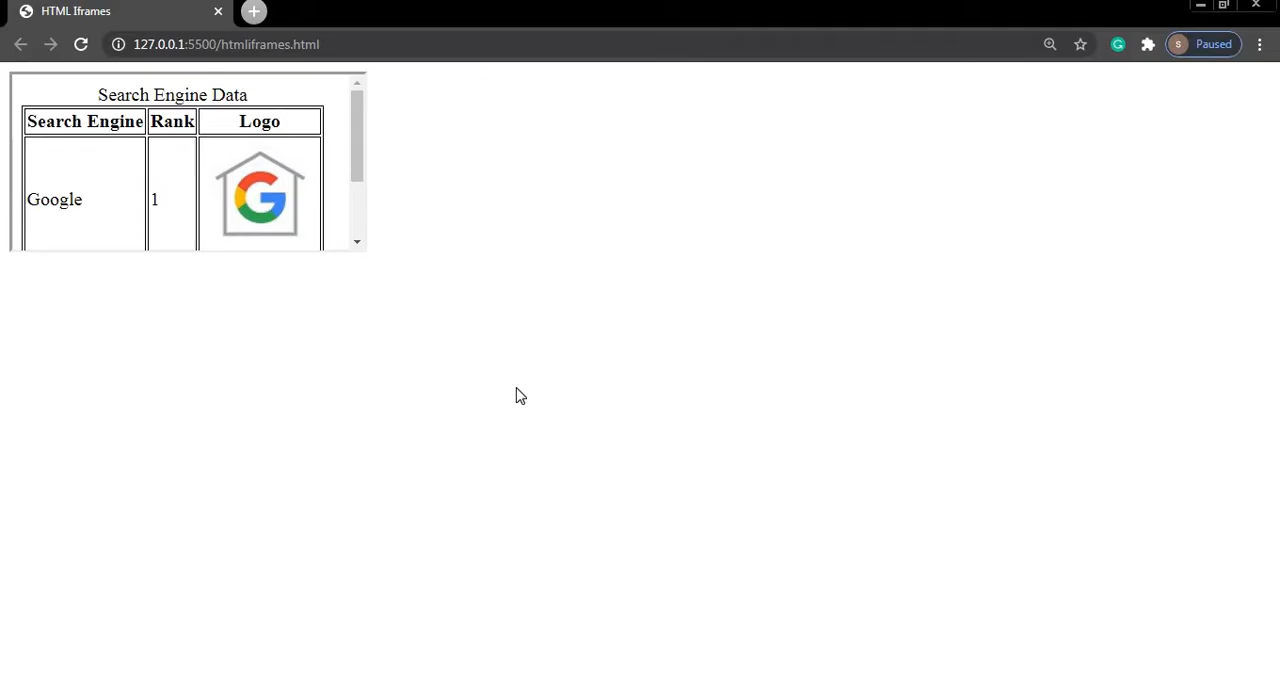 HTML Iframes
127.0.0.1:5500/htmliframes.html
S Paused
Search Engine Data
Search Engine Rank Logo
Google 1 G